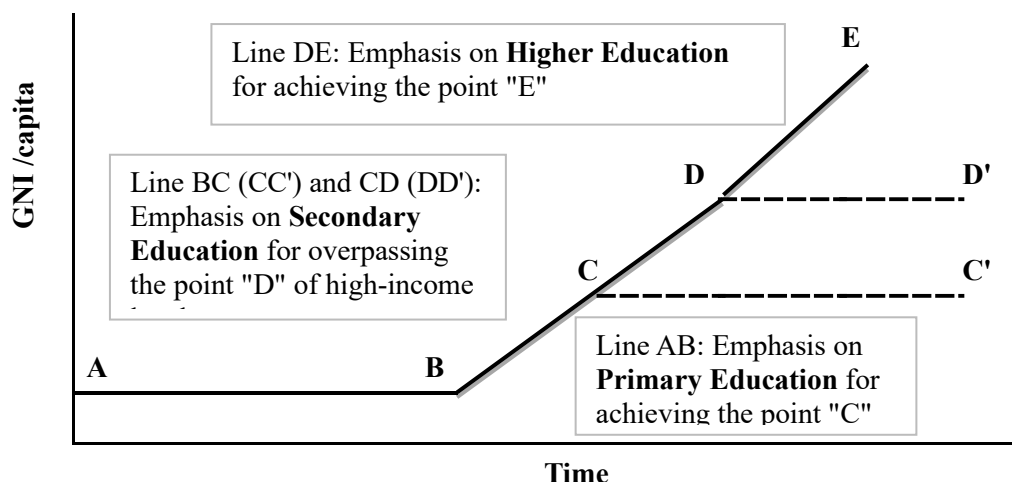 E
Line DE: Emphasis on Higher Education
for achieving the point "E"
GNI /capita
Line BC (CC') and CD (DD'):
Emphasis on Secondary
Education for overpassing
the point "D" of high-income
D
D'
C
C'
Line AB: Emphasis on
Primary Education for
achieving the point "C"
A
B
Time